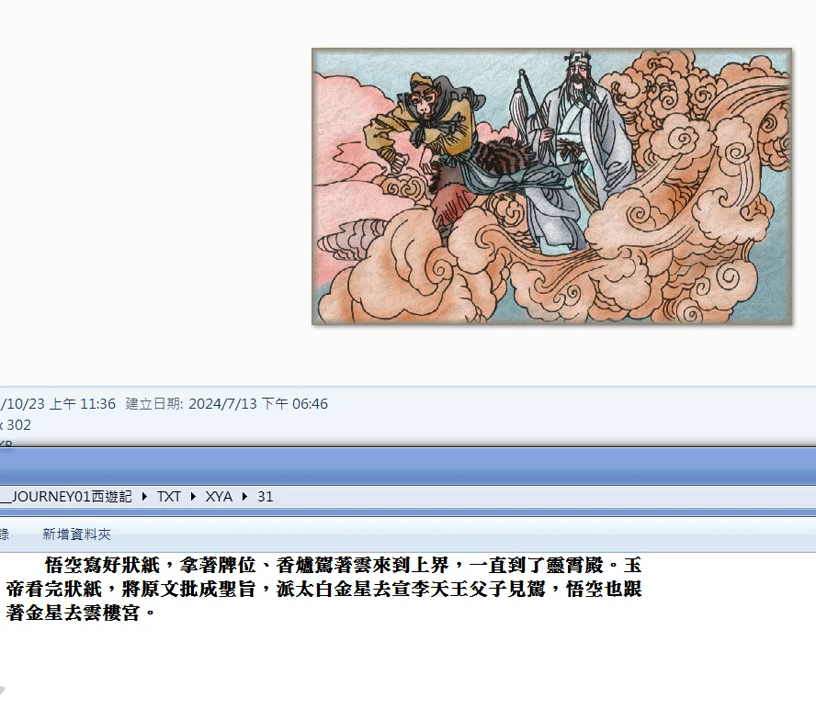 /10/23 上午 11:36 建立日期: 2024/7/13 下午 06:46
x 302
KB
__JOURNEY01西遊記 ▶ TXT ▶ XYA ▶ 31
錄 新增資料夾
悟空寫好狀紙，拿著牌位、香爐駕著雲來到上界，一直到了靈霄殿。玉
帝看完狀紙，將原文批成聖旨，派太白金星去宣李天王父子見駕，悟空也跟
著金星去雲樓宮。